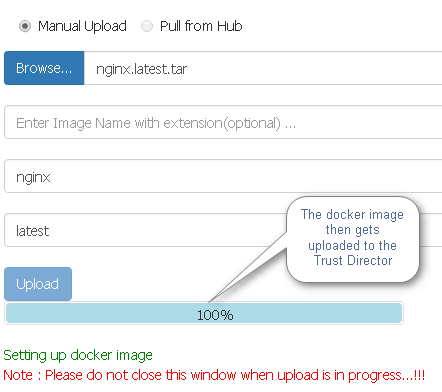 Manual Upload Pull from Hub
Browse... nginx.latest.tar
Enter Image Name with extension(optional) ...
nginx
The docker image
then gets
uploaded to the
Trust Director
latest
Upload
100%
Setting up docker image
Note : Please do not close this window when upload is in progress...!!!